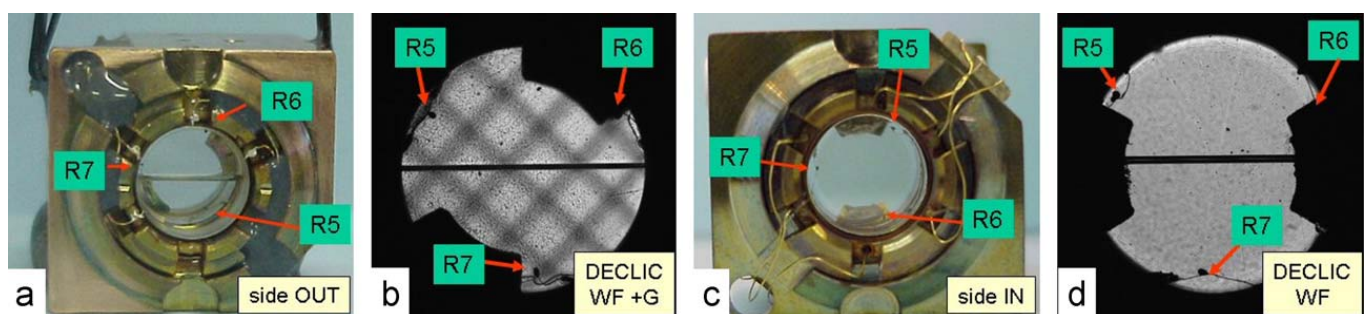 R6
R7
R5
a
side OUT
R5
R6
R7
b
DECLIC
WF +G
R5
R7
R6
c
side IN
R5
R6
R7
d
DECLIC
WF